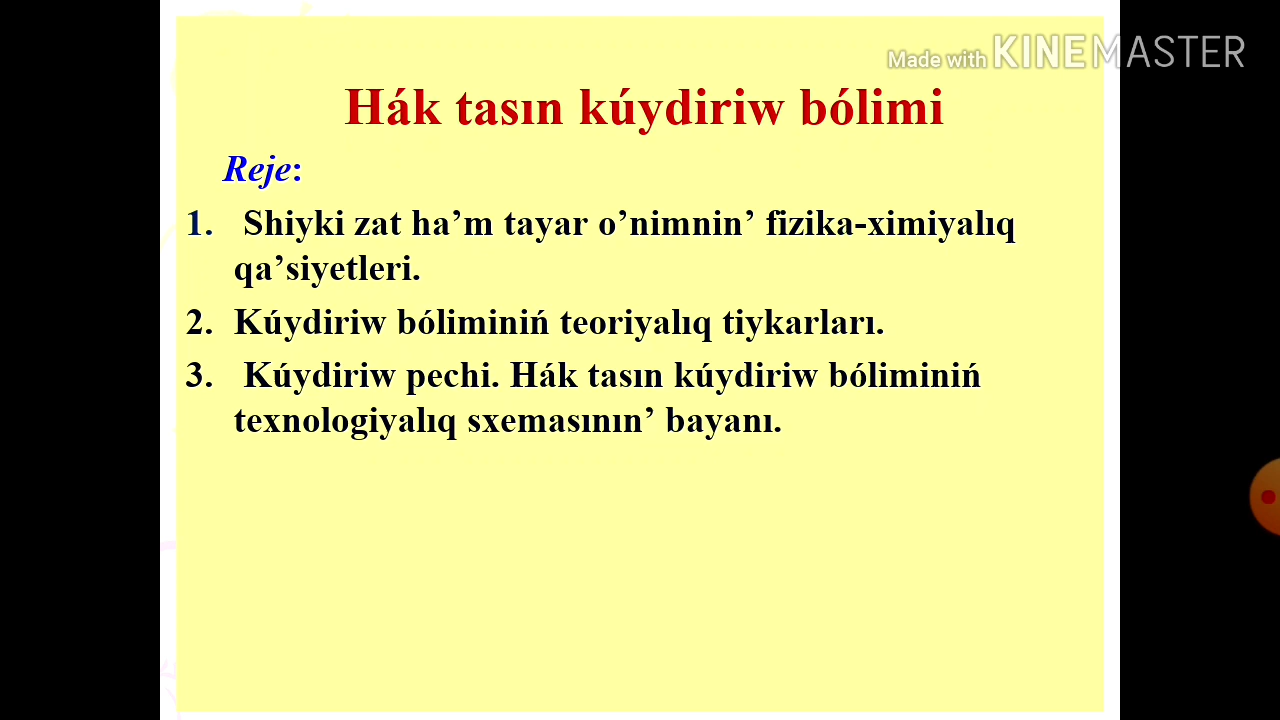 Made with KINEMASTER
Hák tasın kúydiriw bólimi
Reje:
1. Shiyki zat ha’m tayar o’nimnin’ fizika-ximiyalıq
qa’siyetleri.
2. Kúydiriw bóliminiń teoriyalıq tiykarları.
3. Kúydiriw pechi. Hák tasın kúydiriw bóliminiń
texnologiyalıq sxemasının’ bayanı.